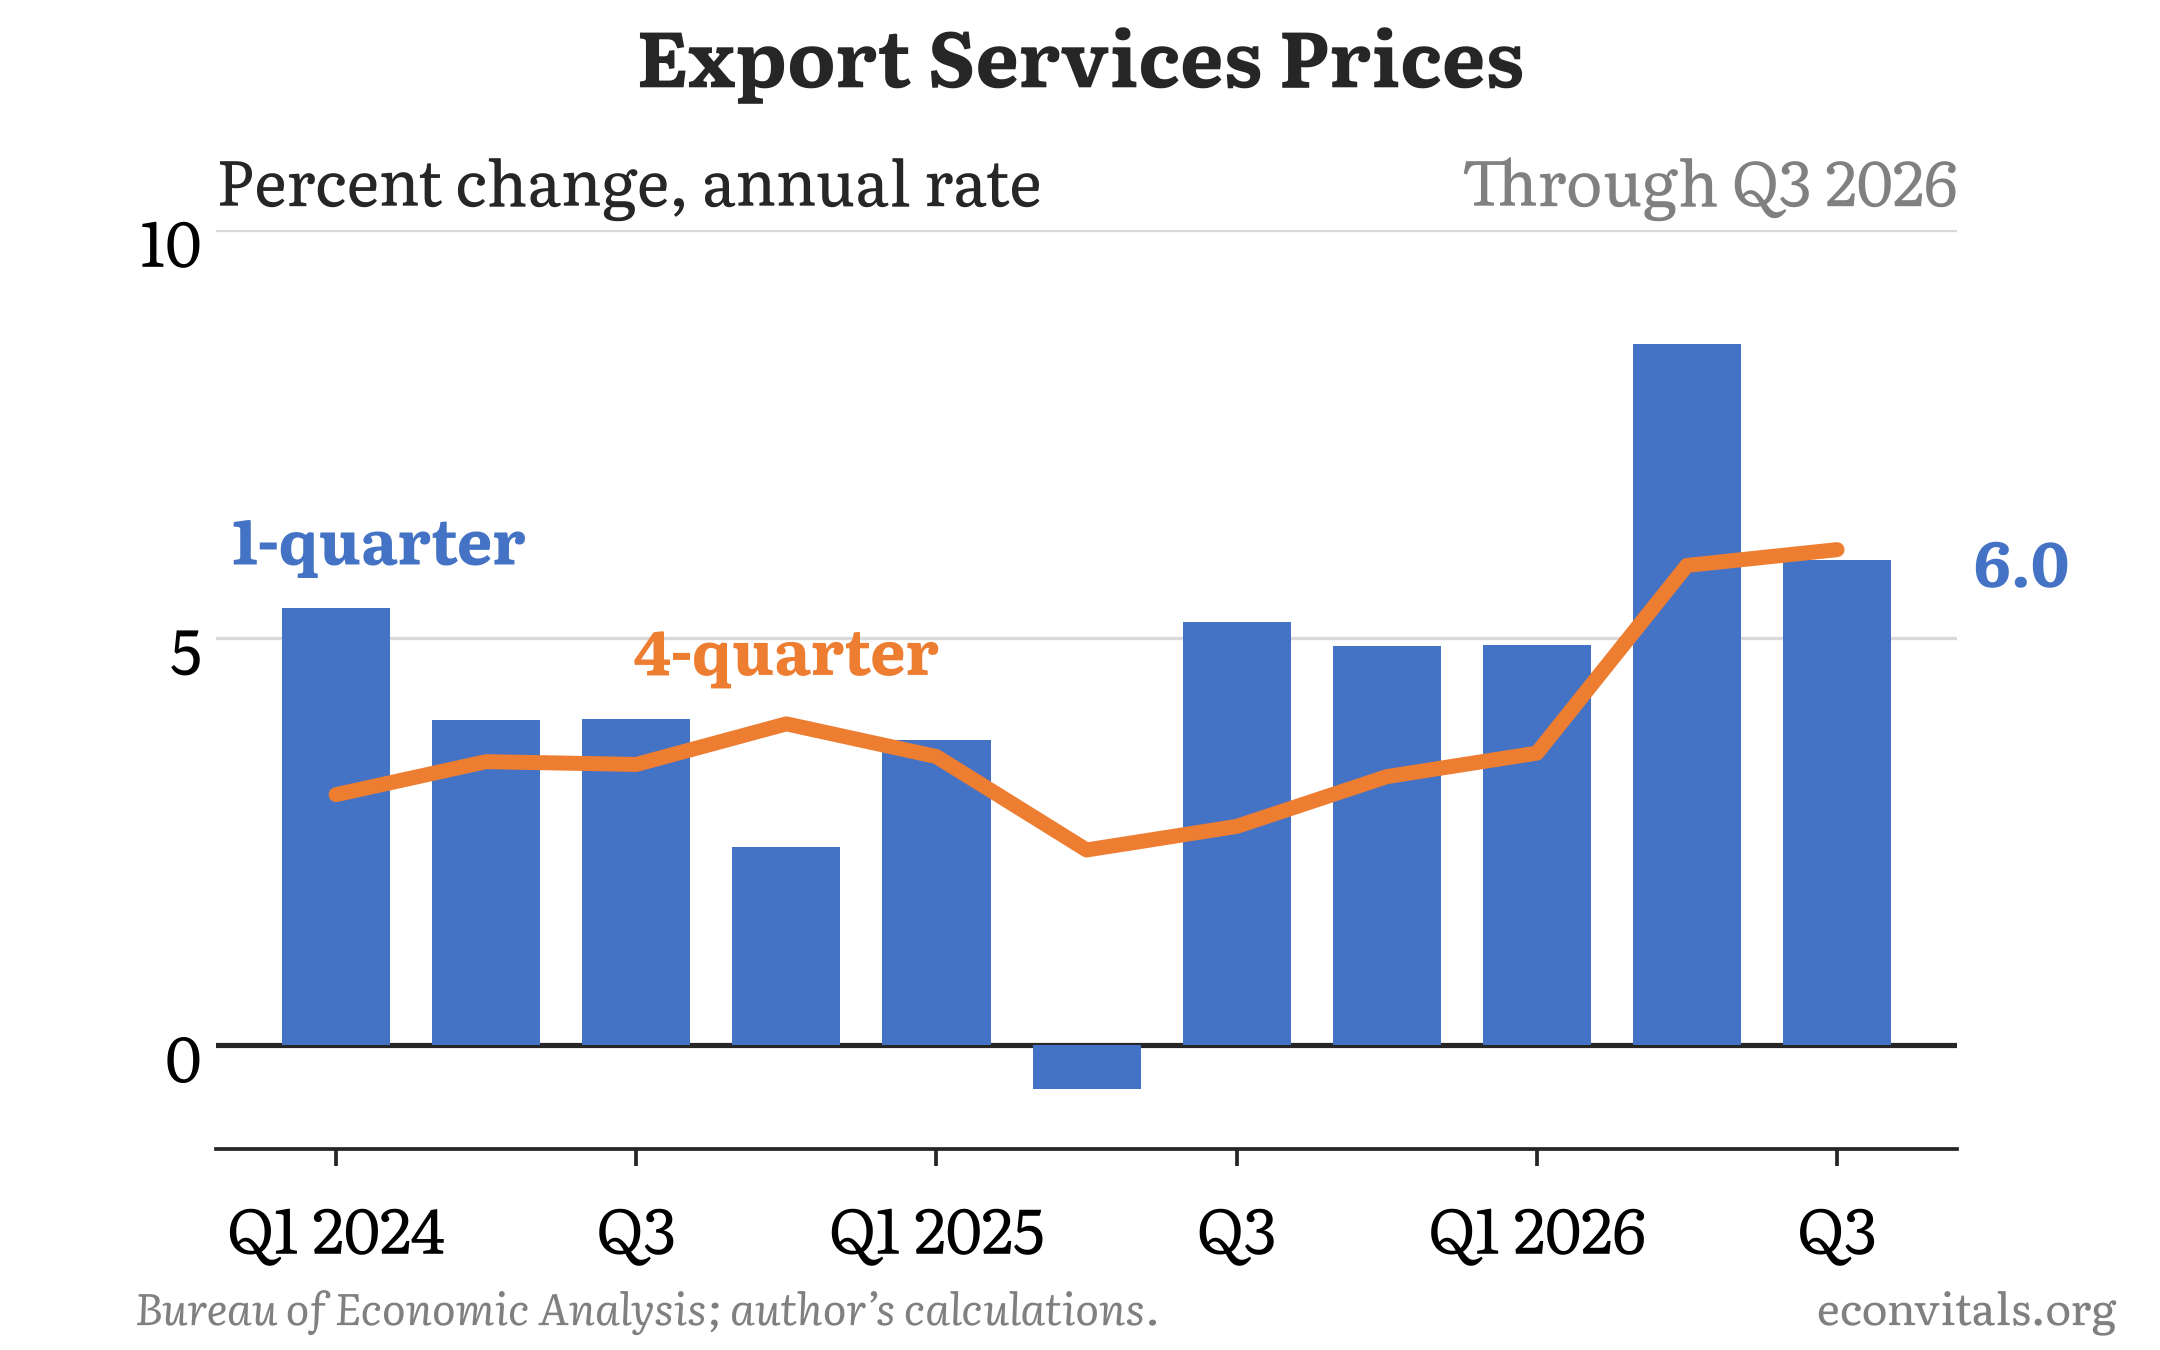 Export Services Prices
Percent change, annual rate
Through Q3 2026
10
1-quarter
6.0
5
4-quarter
0
Q1 2024
Q3
Q1 2025
Q3
Q1 2026
Q3
Bureau of Economic Analysis; author’s calculations.
econvitals.org